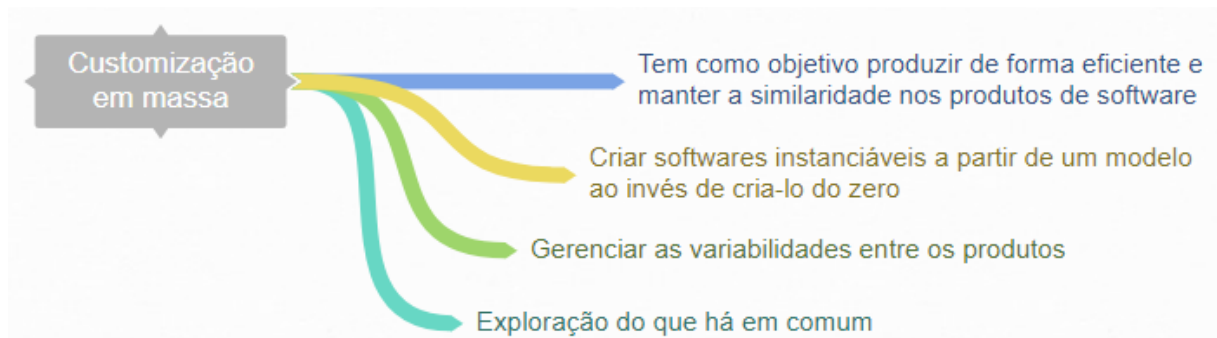 Customização
em massa
Tem como objetivo produzir de forma eficiente e
manter a similaridade nos produtos de software
Criar softwares instanciáveis a partir de um modelo
ao invés de cria-lo do zero
Gerenciar as variabilidades entre os produtos
Exploração do que há em comum